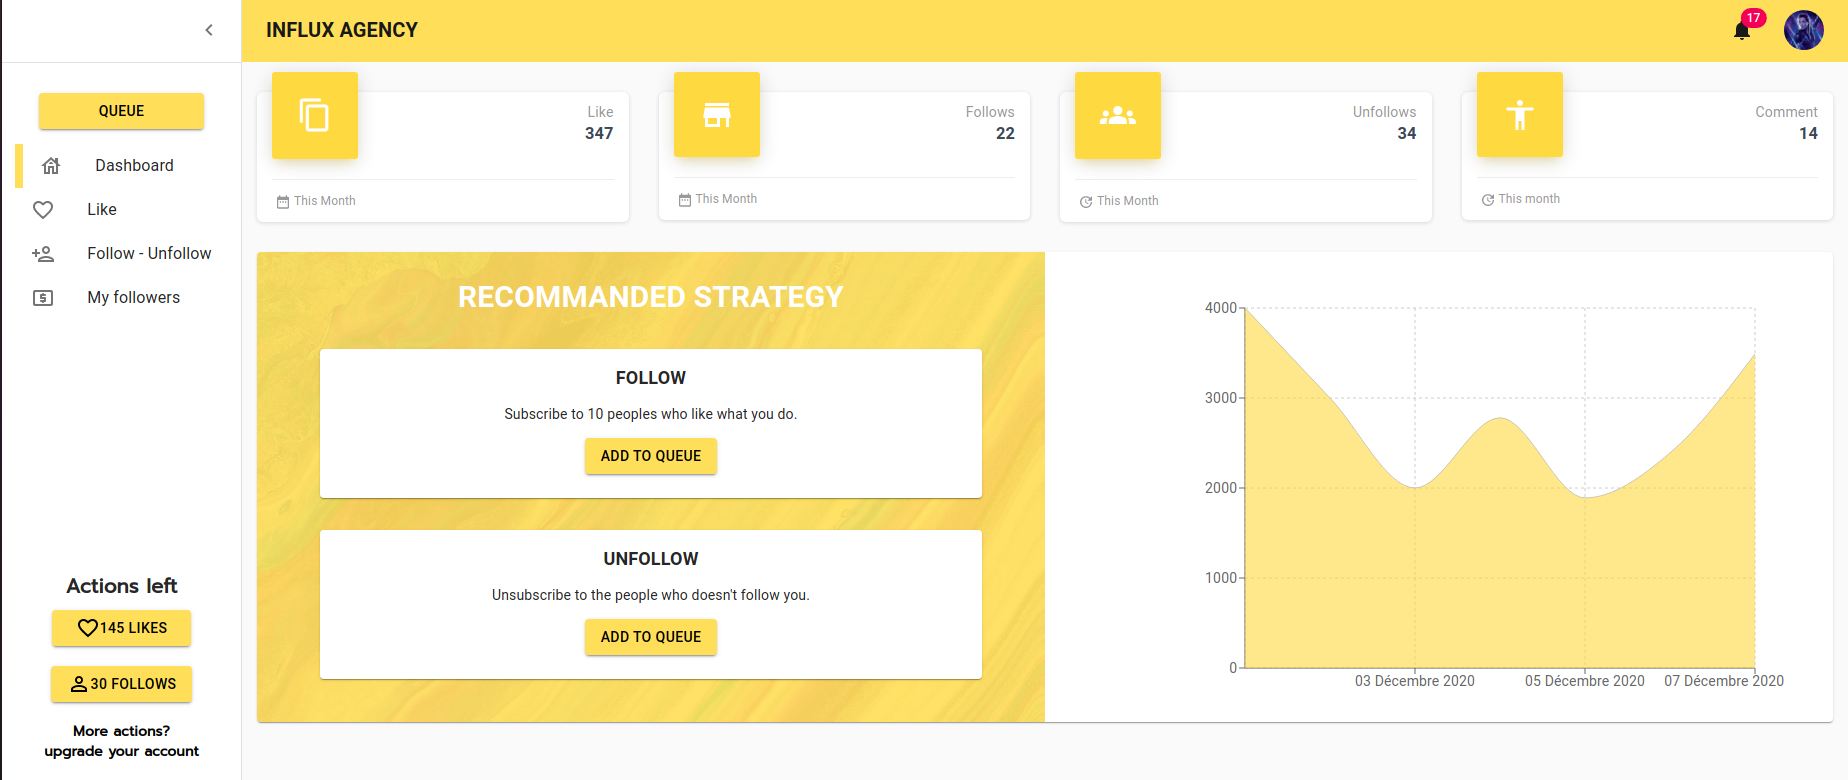 INFLUX AGENCY
17
QUEUE
Dashboard
Like
Follow - Unfollow
My followers
Actions left
145 LIKES
30 FOLLOWS
More actions?
upgrade your account
Like
347
This Month
Follows
22
This Month
Unfollows
34
This Month
Comment
14
This month
RECOMMANDED STRATEGY
FOLLOW
Subscribe to 10 peoples who like what you do.
ADD TO QUEUE
UNFOLLOW
Unsubscribe to the people who doesn't follow you.
ADD TO QUEUE
4000
3000
2000
1000
0
03 Décembre 2020
05 Décembre 2020
07 Décembre 2020